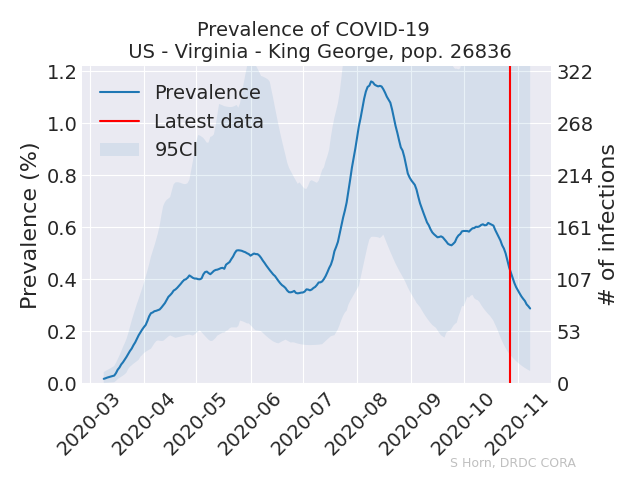 Prevalence of COVID-19
US - Virginia - King George, pop. 26836
Prevalence (%)
1.2
1.0
0.8
0.6
0.4
0.2
0.0
Prevalence
Latest data
95CI
322
268
214
161
107
53
0
# of infections
2020-03
2020-04
2020-05
2020-06
2020-07
2020-08
2020-09
2020-10
2020-11
S Horn, DRDC CORA